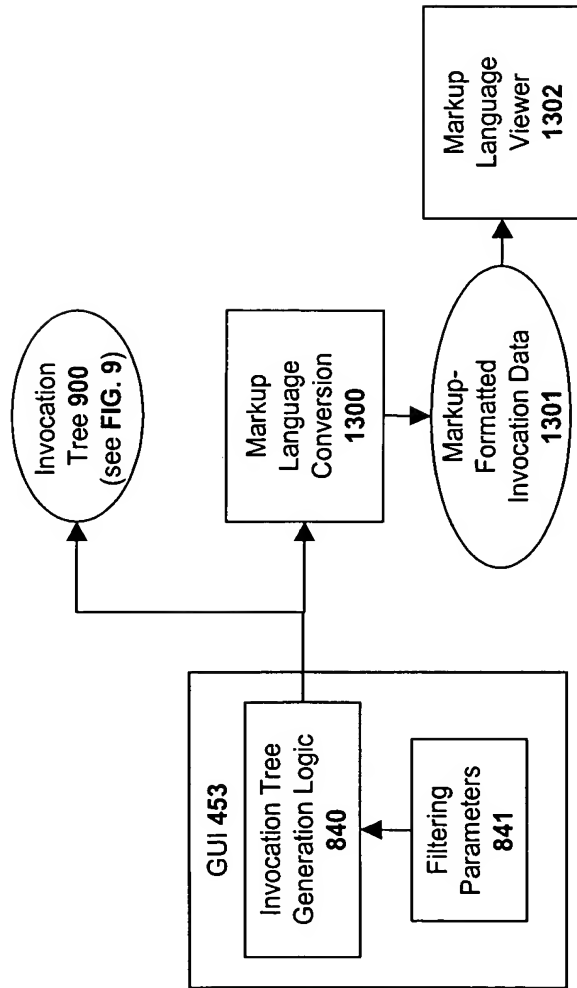 GUI 453
Invocation Tree
Generation Logic
840
Filtering
Parameters
841
Invocation
Tree 900
(see FIG. 9)
Markup
Language
Conversion
1300
Markup-
Formatted
Invocation Data
1301
Markup
Language
Viewer
1302